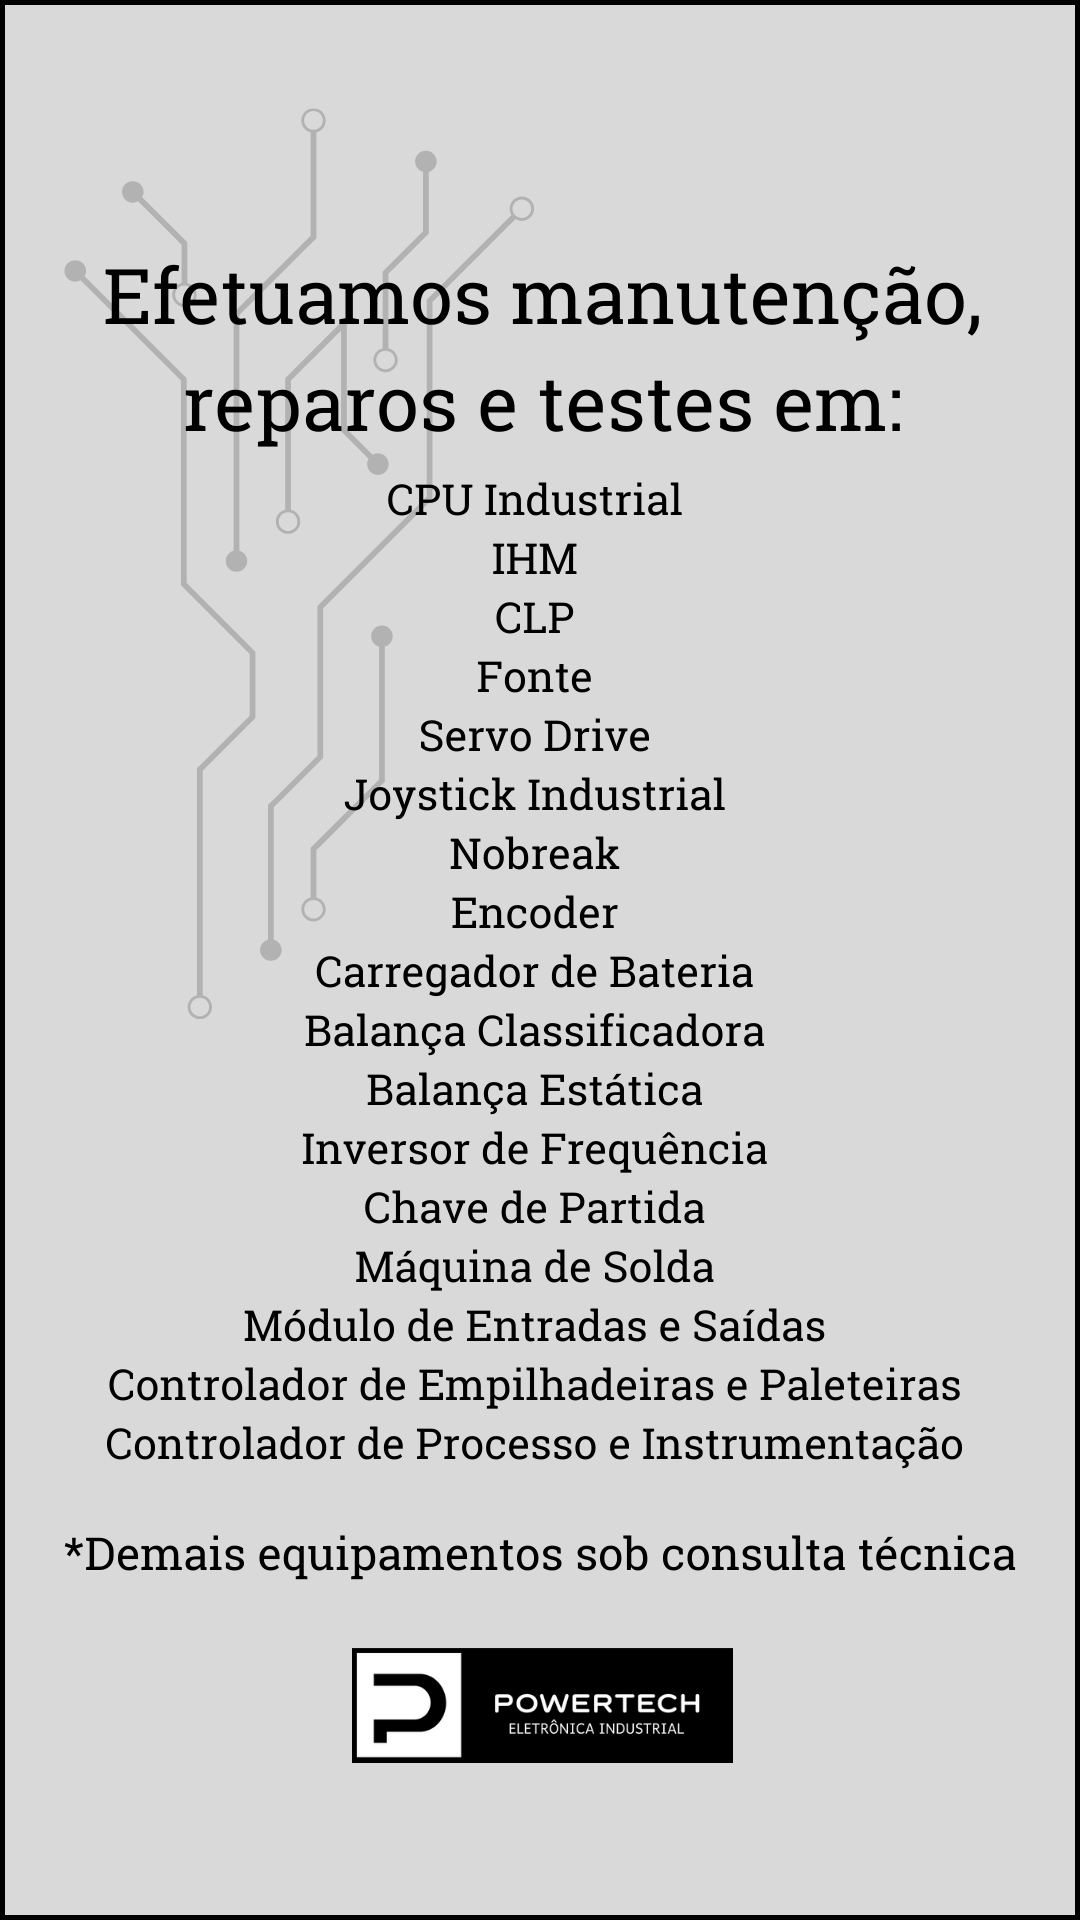 Efetuamos manutenção,
reparos e testes em:
CPU Industrial
IHM
CLP
Fonte
Servo Drive
Joystick Industrial
Nobreak
Encoder
Carregador de Bateria
Balança Classificadora
Balança Estática
Inversor de Frequência
Chave de Partida
Máquina de Solda
Módulo de Entradas e Saídas
Controlador de Empilhadeiras e Paleteiras
Controlador de Processo e Instrumentação
*Demais equipamentos sob consulta técnica
POWERTECH
ELETRÔNICA INDUSTRIAL